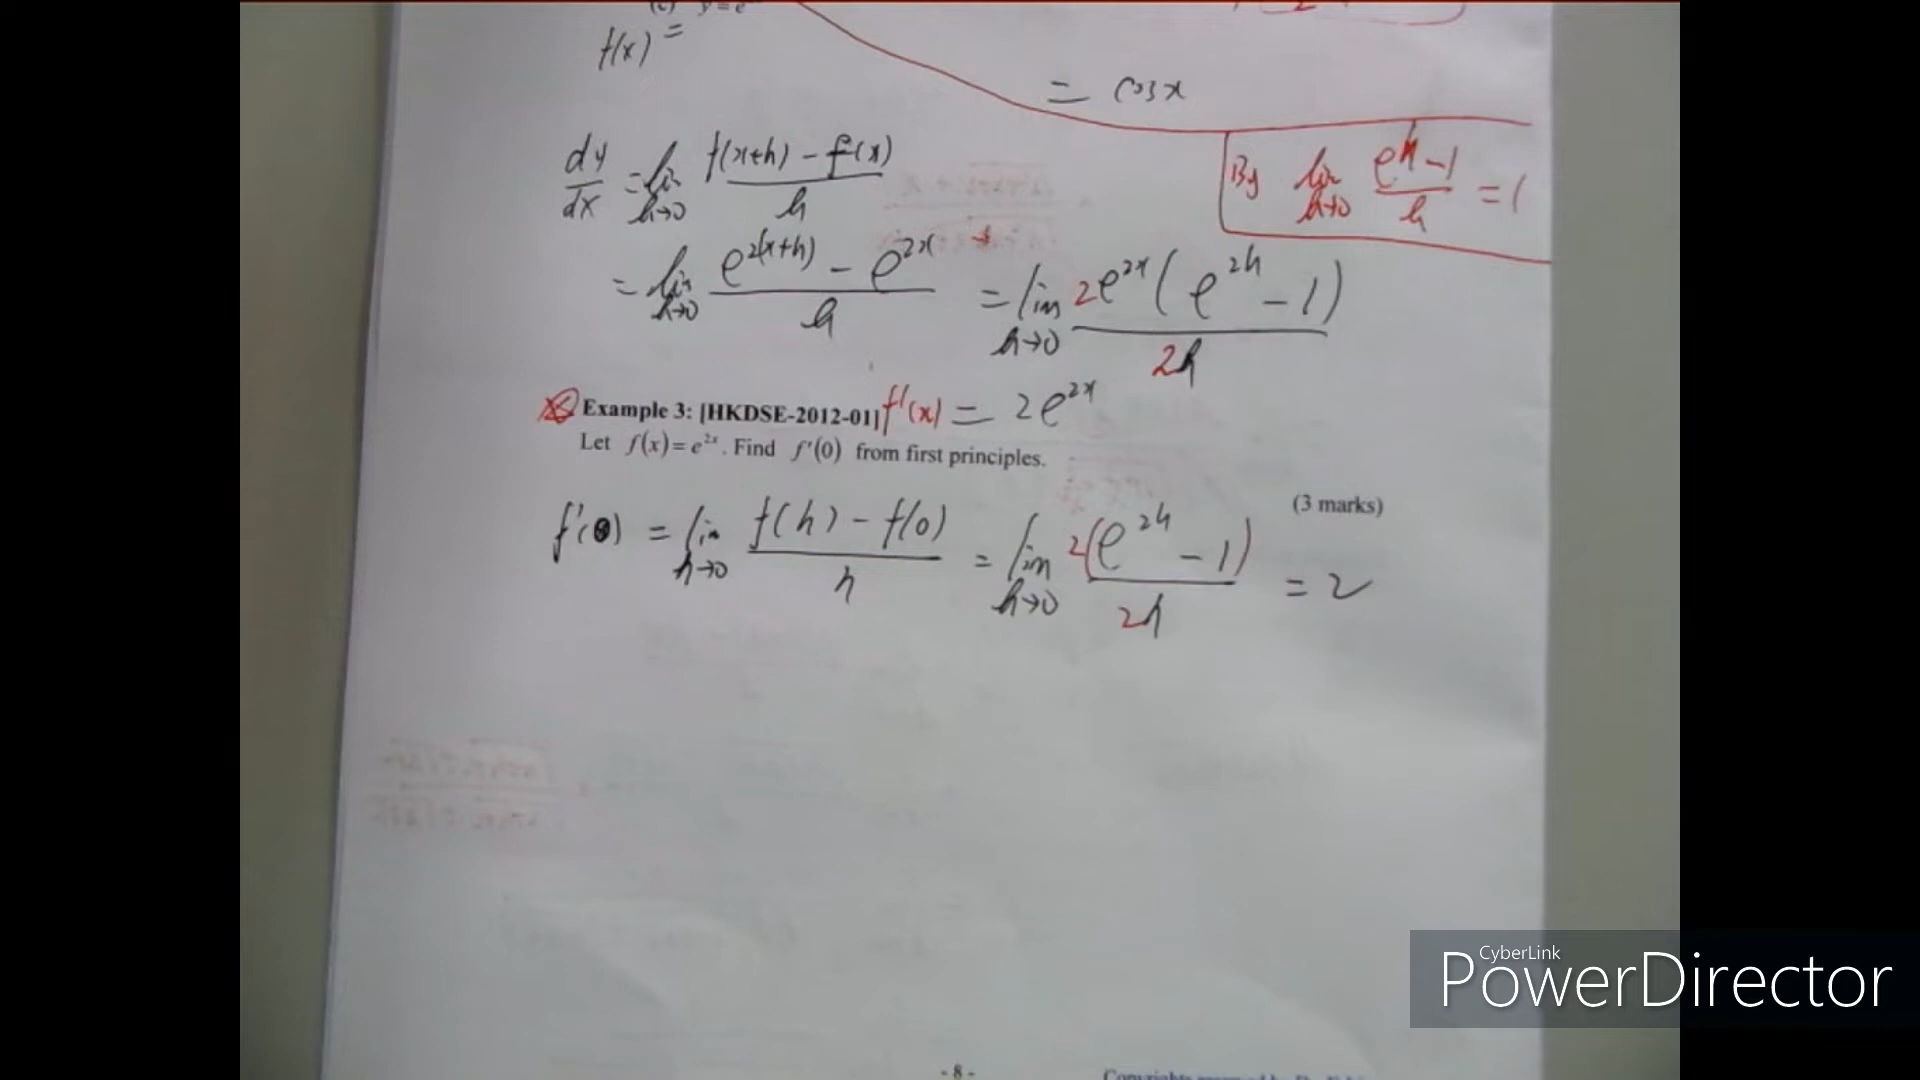 (c) y = e
f(x) =
= cos x
dy/dx = lim h→0 f(x+h) - f(x) / h
By lim h→0 e^h - 1 / h = 1
= lim h→0 e^2(x+h) - e^2x / h = lim h→0 2e^2x (e^2h - 1) / 2h
Example 3: [HKDSE-2012-01] f'(x) = 2e^2x
Let f(x) = e^2x. Find f'(0) from first principles.
(3 marks)
f'(0) = lim h→0 f(h) - f(0) / h = lim h→0 2(e^2h - 1) / 2h = 2
- 8 -
CyberLink
PowerDirector